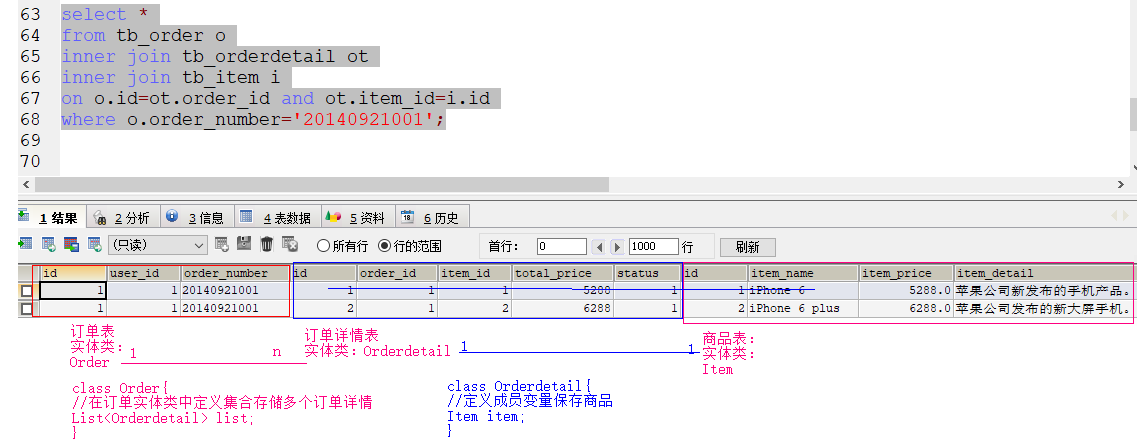 63 select *
64 from tb_order o
65 inner join tb_orderdetail ot
66 inner join tb_item i
67 on o.id=ot.order_id and ot.item_id=i.id
68 where o.order_number='20140921001';
69
70
1 结果 2 分析 3 信息 4 表数据 5 资料 6 历史
(只读) 所有行 行的范围 首行: 0 1000 行 刷新
id user_id order_number id order_id item_id total_price status id item_name item_price item_detail
1 1 20140921001 1 1 1 5288 1 1 iPhone 6 5288.0 苹果公司新发布的手机产品。
1 1 20140921001 2 1 2 6288 1 2 iPhone 6 plus 6288.0 苹果公司发布的新大屏手机。
订单表
实体类:
Order
1 n
订单详情表
实体类: Orderdetail
1 1
商品表:
实体类:
Item
class Order{
//在订单实体类中定义集合存储多个订单详情
List<Orderdetail> list;
}
class Orderdetail{
//定义成员变量保存商品
Item item;
}